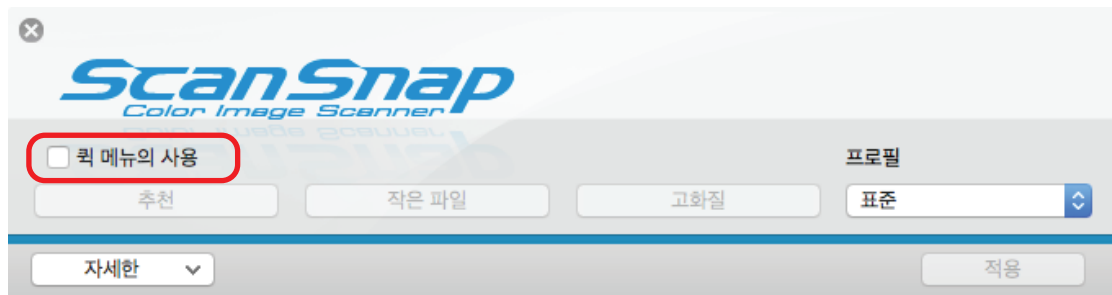 ScanSnap
Color Image Scanner
퀵 메뉴의 사용
프로필
추천
작은 파일
고화질
표준
자세한
적용